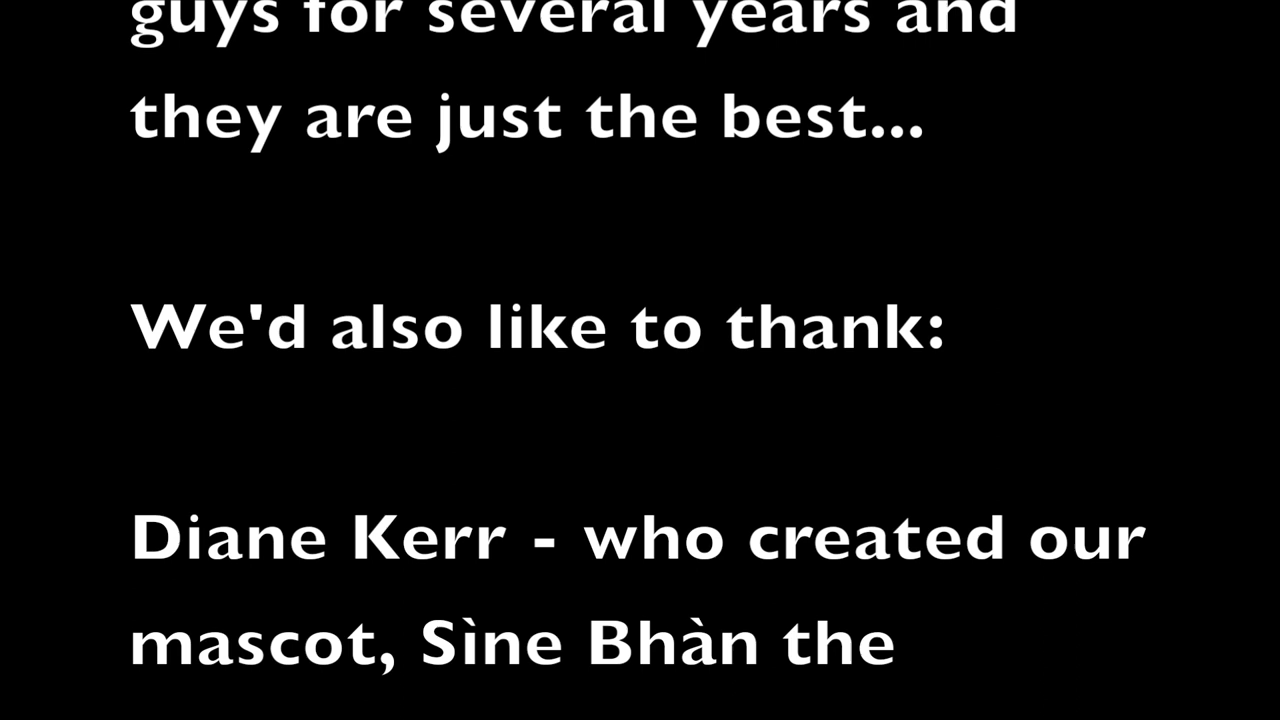 guys for several years and
they are just the best...
We'd also like to thank:
Diane Kerr - who created our
mascot, Sìne Bhàn the